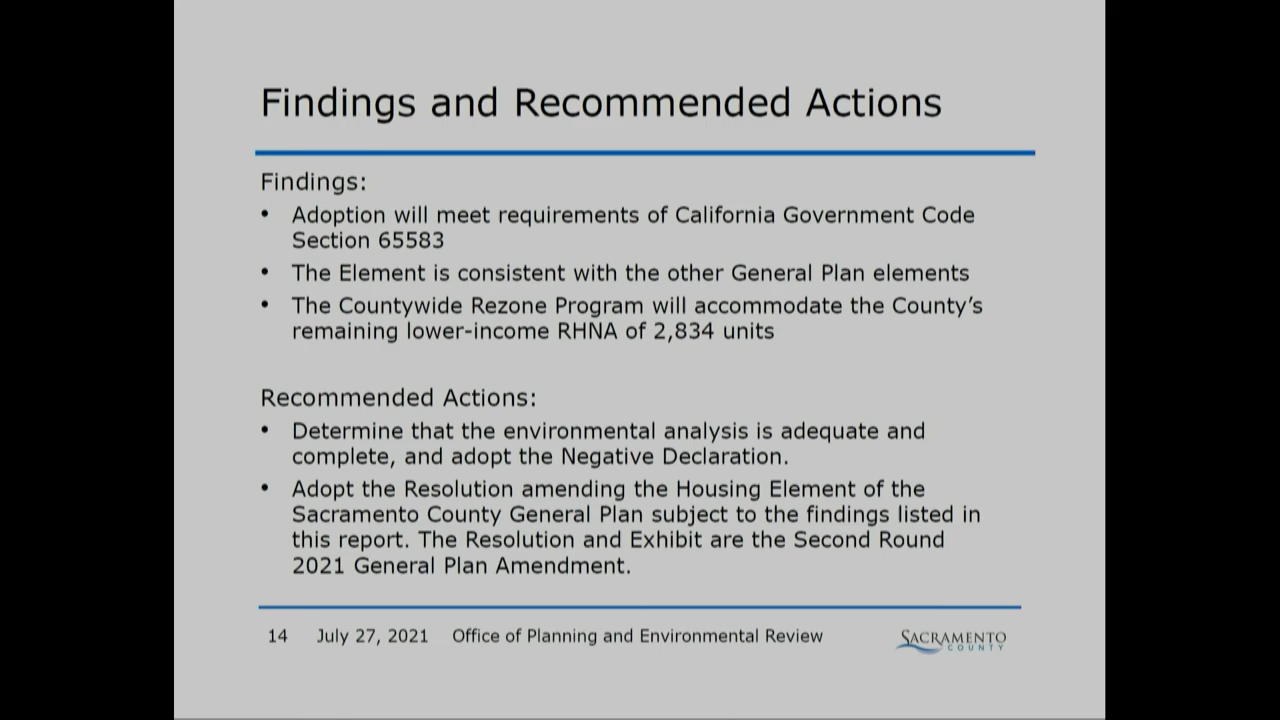 Findings and Recommended Actions
Findings:
• Adoption will meet requirements of California Government Code
Section 65583
• The Element is consistent with the other General Plan elements
• The Countywide Rezone Program will accommodate the County’s
remaining lower-income RHNA of 2,834 units
Recommended Actions:
• Determine that the environmental analysis is adequate and
complete, and adopt the Negative Declaration.
• Adopt the Resolution amending the Housing Element of the
Sacramento County General Plan subject to the findings listed in
this report. The Resolution and Exhibit are the Second Round
2021 General Plan Amendment.
14 July 27, 2021 Office of Planning and Environmental Review
SACRAMENTO
COUNTY